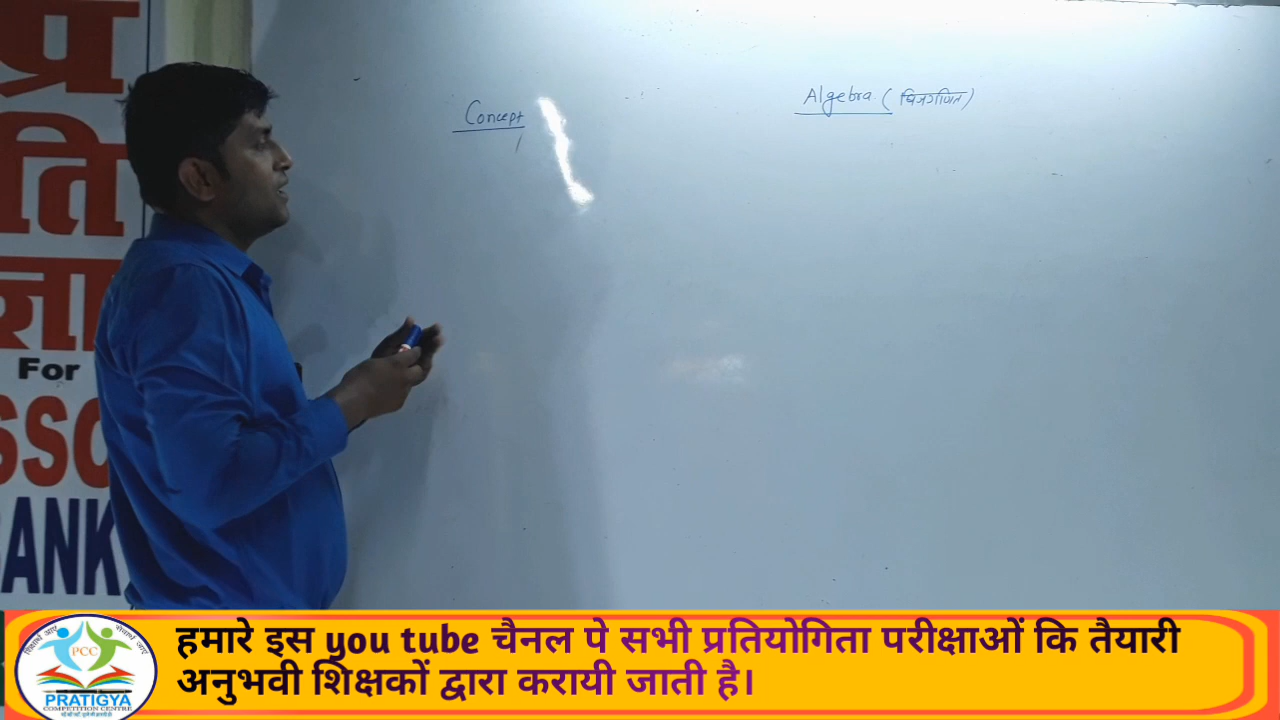 प्र
ति
ज्ञा
For
SSC
BANK
Concept
Algebra (बिजगणित)
हमारे इस you tube चैनल पे सभी प्रतियोगिता परीक्षाओं कि तैयारी
अनुभवी शिक्षकों द्वारा करायी जाती है।
PCC
PRATIGYA
COMPETITION CENTRE